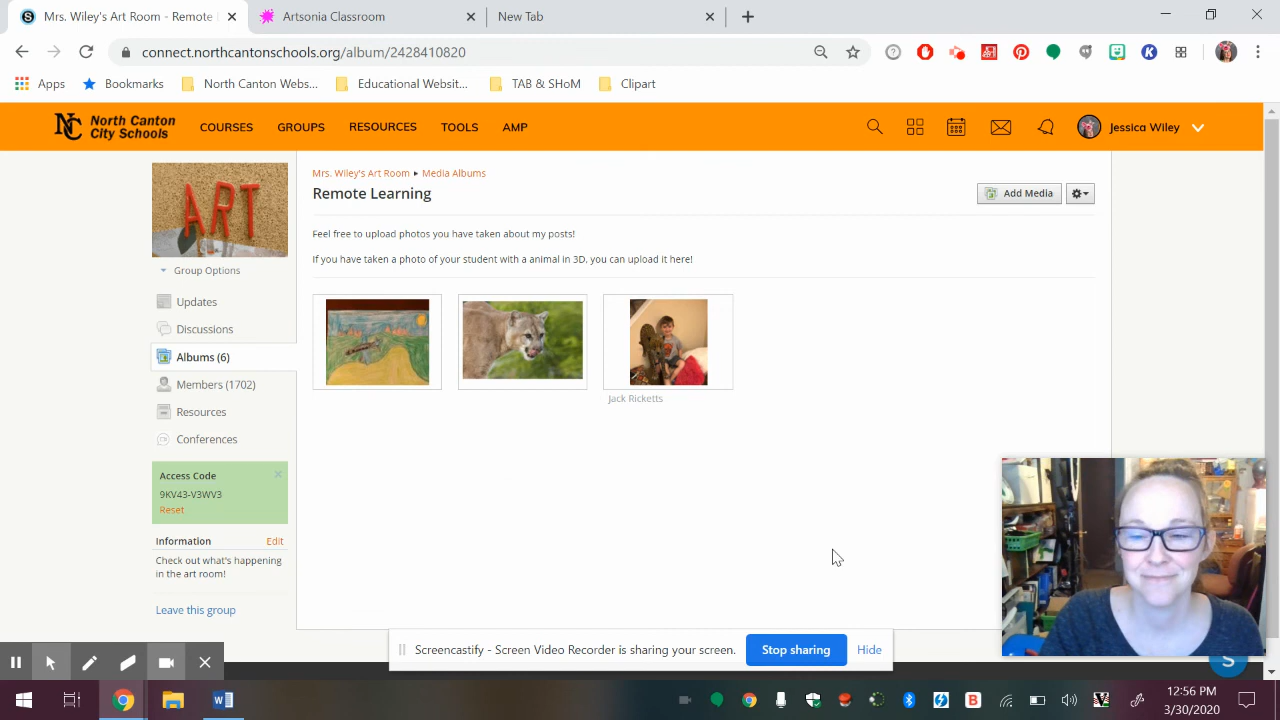 Mrs. Wiley's Art Room - Remote
Artsonia Classroom
New Tab
connect.northcantonschools.org/album/2428410820
Apps
Bookmarks
North Canton Webs...
Educational Websit...
TAB & SHoM
Clipart
NC North Canton City Schools
COURSES
GROUPS
RESOURCES
TOOLS
AMP
Jessica Wiley
ART
Mrs. Wiley's Art Room ▸ Media Albums
Remote Learning
Add Media
Feel free to upload photos you have taken about my posts!
If you have taken a photo of your student with a animal in 3D, you can upload it here!
Group Options
Updates
Discussions
Albums (6)
Members (1702)
Resources
Conferences
Jack Ricketts
Access Code
9KV43-V3WV3
Reset
Information
Edit
Check out what's happening
in the art room!
Leave this group
Screencastify - Screen Video Recorder is sharing your screen.
Stop sharing
Hide
S
12:56 PM
3/30/2020